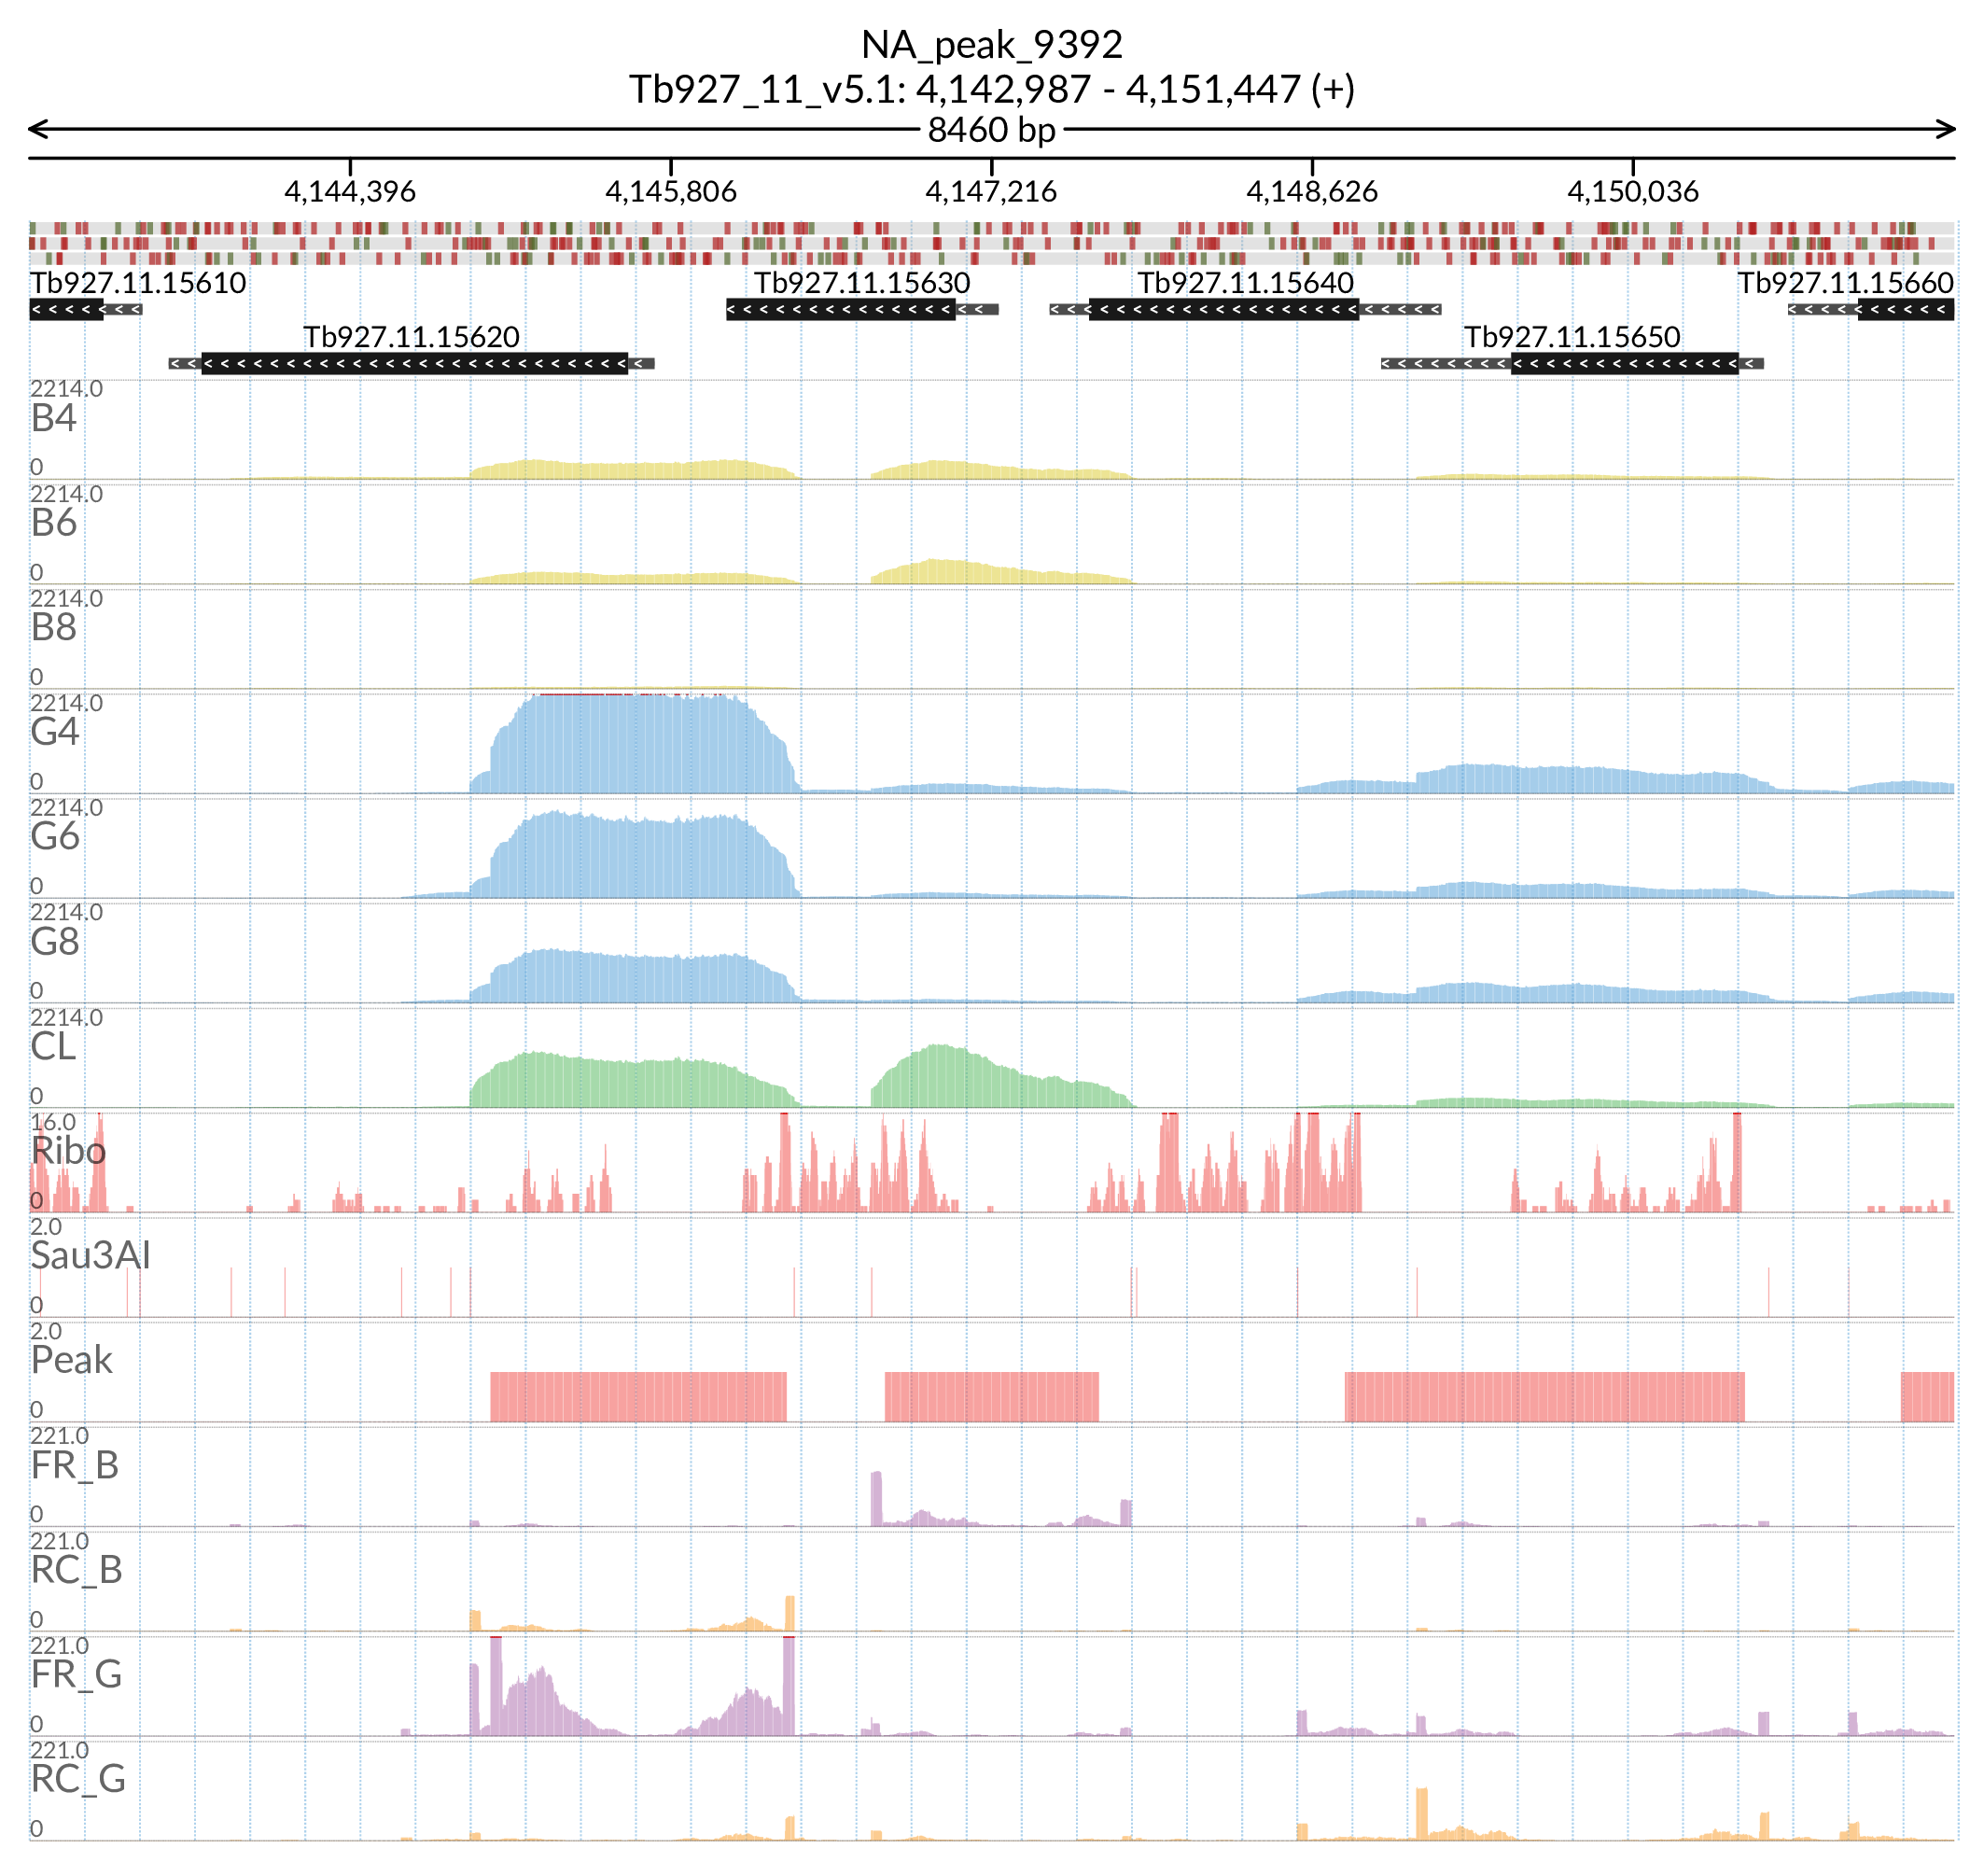 NA_peak_9392
Tb927_11_v5.1: 4,142,987 - 4,151,447 (+)
8460 bp
4,144,396 4,145,806 4,147,216 4,148,626 4,150,036
Tb927.11.15610 Tb927.11.15630 Tb927.11.15640 Tb927.11.15660
Tb927.11.15620 Tb927.11.15650
2214.0
B4
0
2214.0
B6
0
2214.0
B8
0
2214.0
G4
0
2214.0
G6
0
2214.0
G8
0
2214.0
CL
0
16.0
Ribo
0
2.0
Sau3AI
0
2.0
Peak
0
221.0
FR_B
0
221.0
RC_B
0
221.0
FR_G
0
221.0
RC_G
0